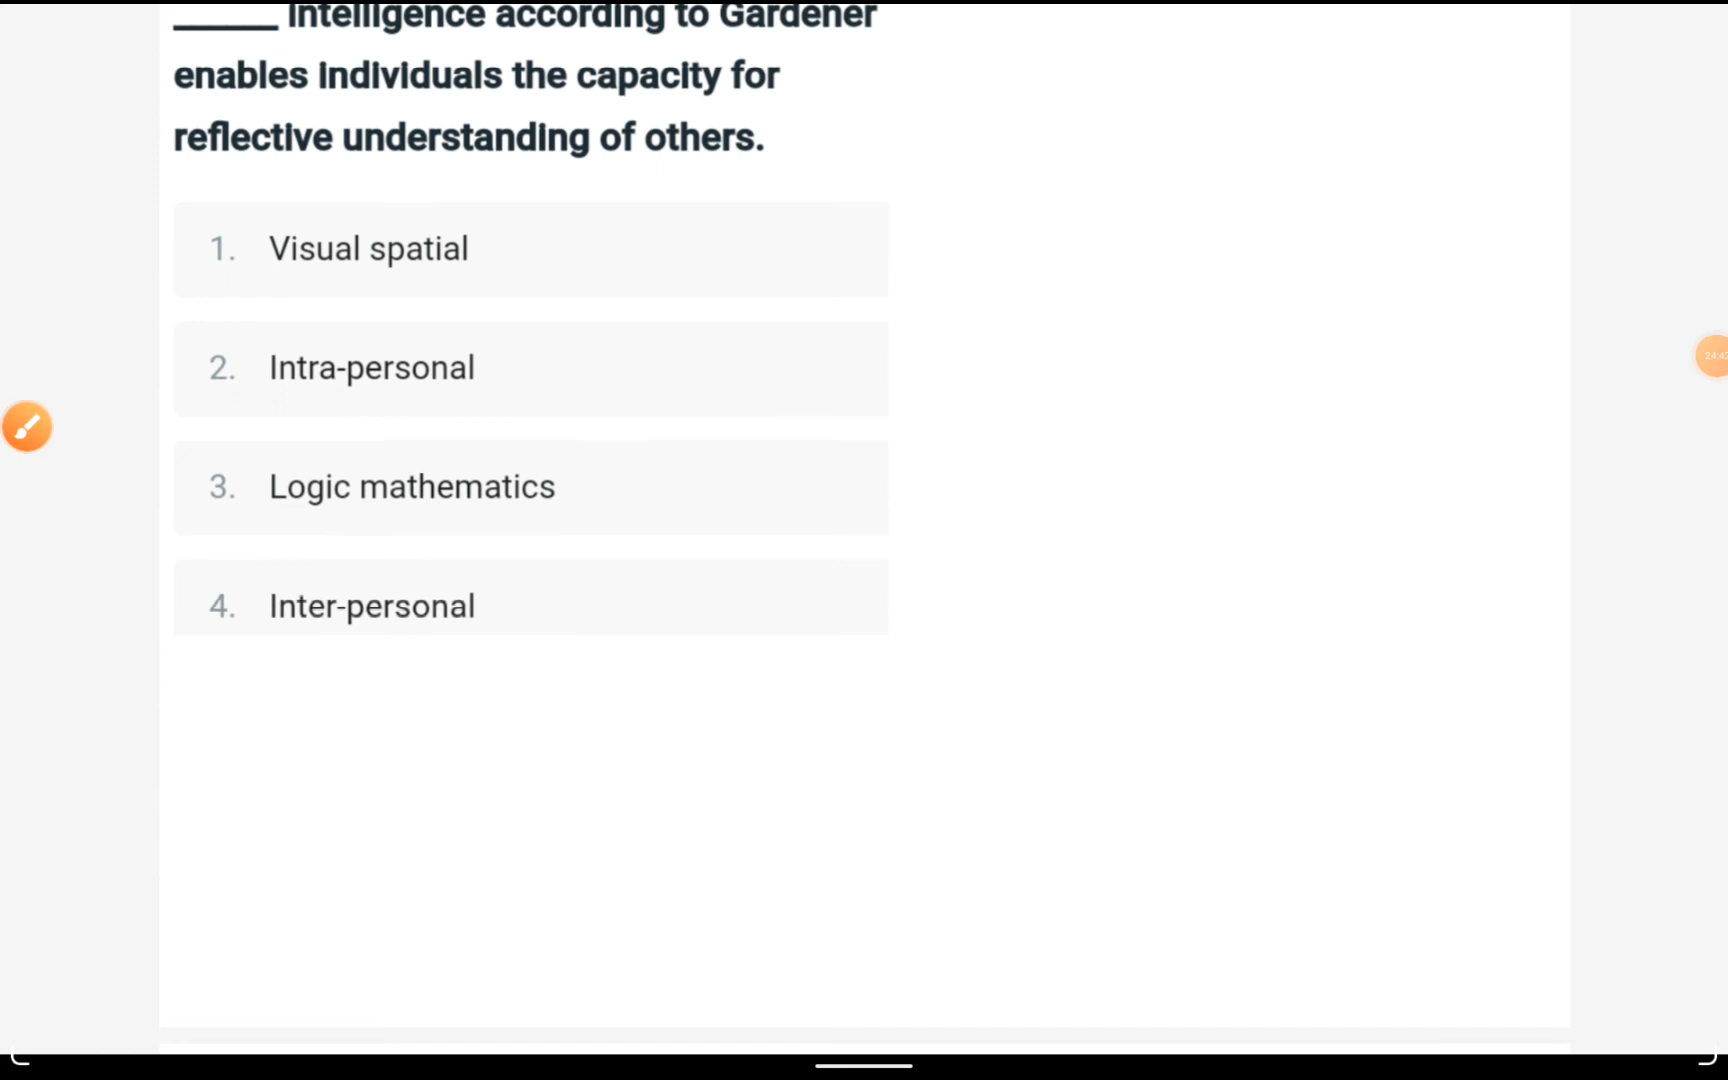 ______ intelligence according to Gardener
enables individuals the capacity for
reflective understanding of others.
1. Visual spatial
2. Intra-personal
3. Logic mathematics
4. Inter-personal